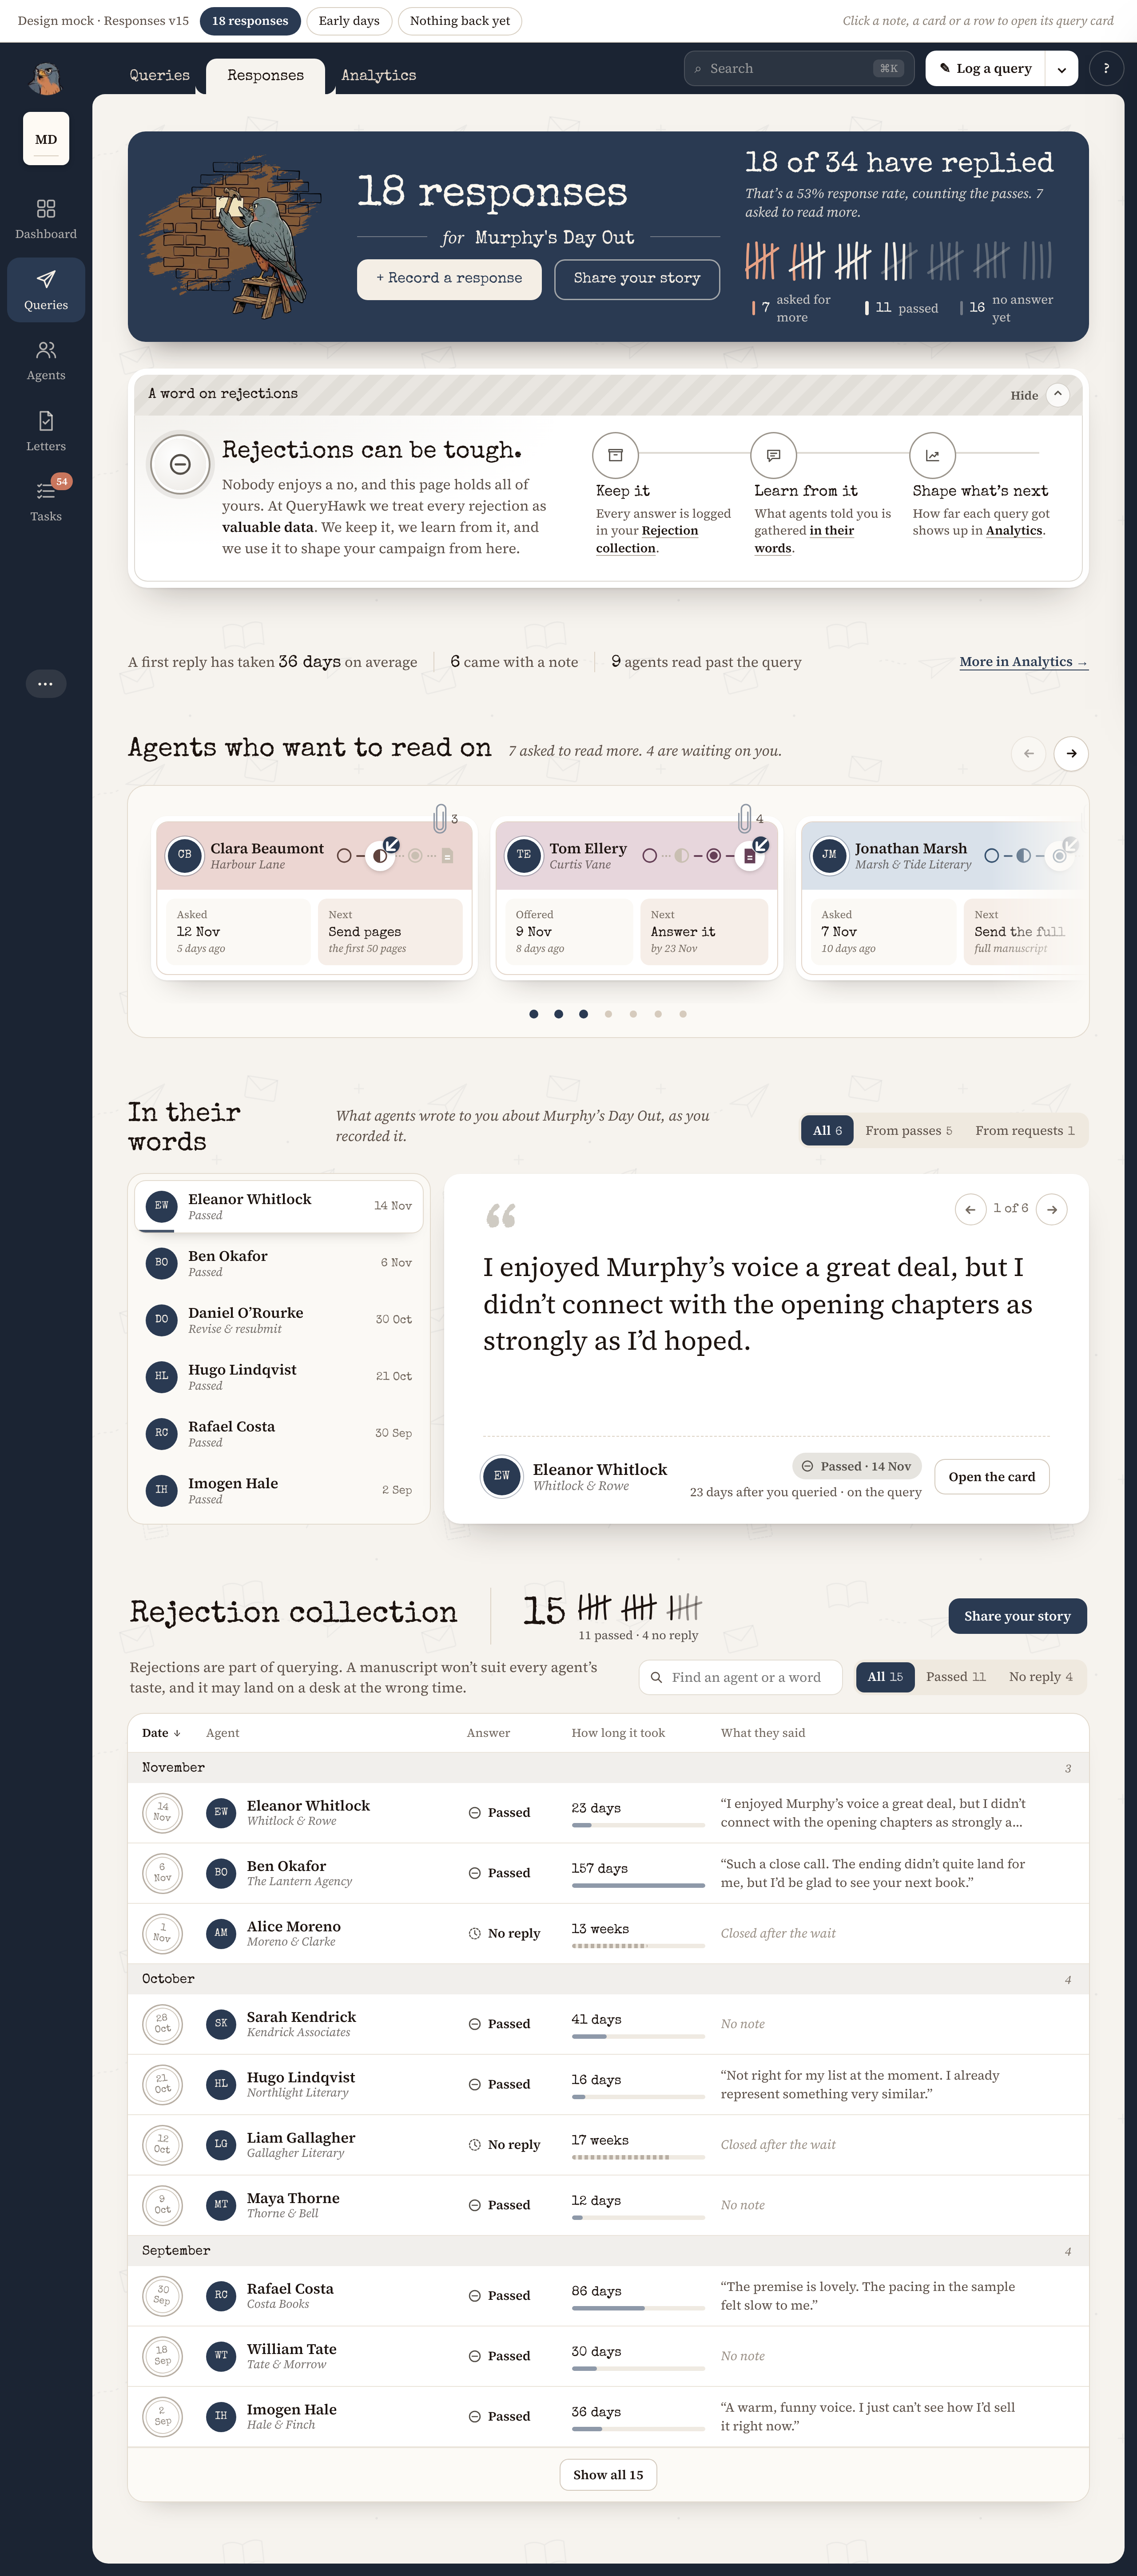 Design mock · Responses v15
18 responses
Early days
Nothing back yet
Click a note, a card or a row to open its query card
Queries
Responses
Analytics
Search
⌘K
✎ Log a query
?
MD
Dashboard
Queries
Agents
Letters
54
Tasks
18 responses
for Murphy's Day Out
+ Record a response
Share your story
18 of 34 have replied
That’s a 53% response rate, counting the passes. 7
asked to read more.
7 asked for
more
11 passed
16 no answer
yet
A word on rejections
Hide
Rejections can be tough.
Nobody enjoys a no, and this page holds all of
yours. At QueryHawk we treat every rejection as
valuable data. We keep it, we learn from it, and
we use it to shape your campaign from here.
Keep it
Every answer is logged
in your Rejection
collection.
Learn from it
What agents told you is
gathered in their
words.
Shape what’s next
How far each query got
shows up in Analytics.
A first reply has taken 36 days on average
6 came with a note
9 agents read past the query
More in Analytics →
Agents who want to read on
7 asked to read more. 4 are waiting on you.
← →
3
CB
Clara Beaumont
Harbour Lane
Asked
12 Nov
5 days ago
Next
Send pages
the first 50 pages
4
TE
Tom Ellery
Curtis Vane
Offered
9 Nov
8 days ago
Next
Answer it
by 23 Nov
JM
Jonathan Marsh
Marsh & Tide Literary
Asked
7 Nov
10 days ago
Next
Send the full
full manuscript
In their
words
What agents wrote to you about Murphy’s Day Out, as you
recorded it.
All 6
From passes 5
From requests 1
EW
Eleanor Whitlock
Passed
14 Nov
BO
Ben Okafor
Passed
6 Nov
DO
Daniel O’Rourke
Revise & resubmit
30 Oct
HL
Hugo Lindqvist
Passed
21 Oct
RC
Rafael Costa
Passed
30 Sep
IH
Imogen Hale
Passed
2 Sep
“
← 1 of 6 →
I enjoyed Murphy’s voice a great deal, but I
didn’t connect with the opening chapters as
strongly as I’d hoped.
EW
Eleanor Whitlock
Whitlock & Rowe
Passed · 14 Nov
23 days after you queried · on the query
Open the card
Rejection collection
15
11 passed · 4 no reply
Share your story
Rejections are part of querying. A manuscript won’t suit every agent’s
taste, and it may land on a desk at the wrong time.
Find an agent or a word
All 15
Passed 11
No reply 4
Date ↓
Agent
Answer
How long it took
What they said
November
3
14
Nov
EW
Eleanor Whitlock
Whitlock & Rowe
Passed
23 days
“I enjoyed Murphy’s voice a great deal, but I didn’t
connect with the opening chapters as strongly a…
6
Nov
BO
Ben Okafor
The Lantern Agency
Passed
157 days
“Such a close call. The ending didn’t quite land for
me, but I’d be glad to see your next book.”
1
Nov
AM
Alice Moreno
Moreno & Clarke
No reply
13 weeks
Closed after the wait
October
4
28
Oct
SK
Sarah Kendrick
Kendrick Associates
Passed
41 days
No note
21
Oct
HL
Hugo Lindqvist
Northlight Literary
Passed
16 days
“Not right for my list at the moment. I already
represent something very similar.”
12
Oct
LG
Liam Gallagher
Gallagher Literary
No reply
17 weeks
Closed after the wait
9
Oct
MT
Maya Thorne
Thorne & Bell
Passed
12 days
No note
September
4
30
Sep
RC
Rafael Costa
Costa Books
Passed
86 days
“The premise is lovely. The pacing in the sample
felt slow to me.”
18
Sep
WT
William Tate
Tate & Morrow
Passed
30 days
No note
2
Sep
IH
Imogen Hale
Hale & Finch
Passed
36 days
“A warm, funny voice. I just can’t see how I’d sell
it right now.”
Show all 15